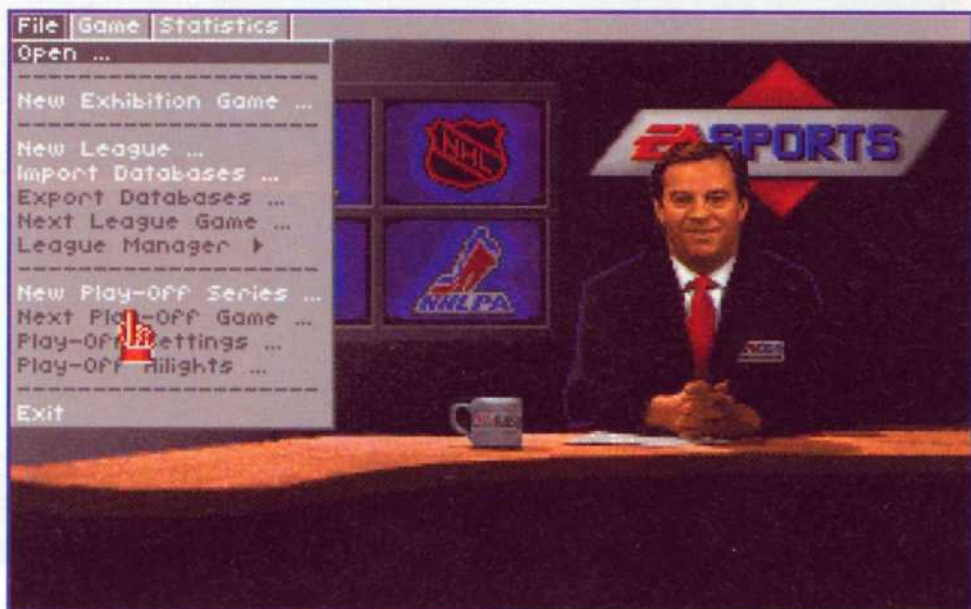 File Game Statistics
Open ...
New Exhibition Game ...
New League ...
Import Databases ...
Export Databases ...
Next League Game ...
League Manager
New Play-Off Series ...
Next Play-Off Game ...
Play-Off Settings ...
Play-Off Hilights ...
Exit
NHL
NHLPA
EA SPORTS